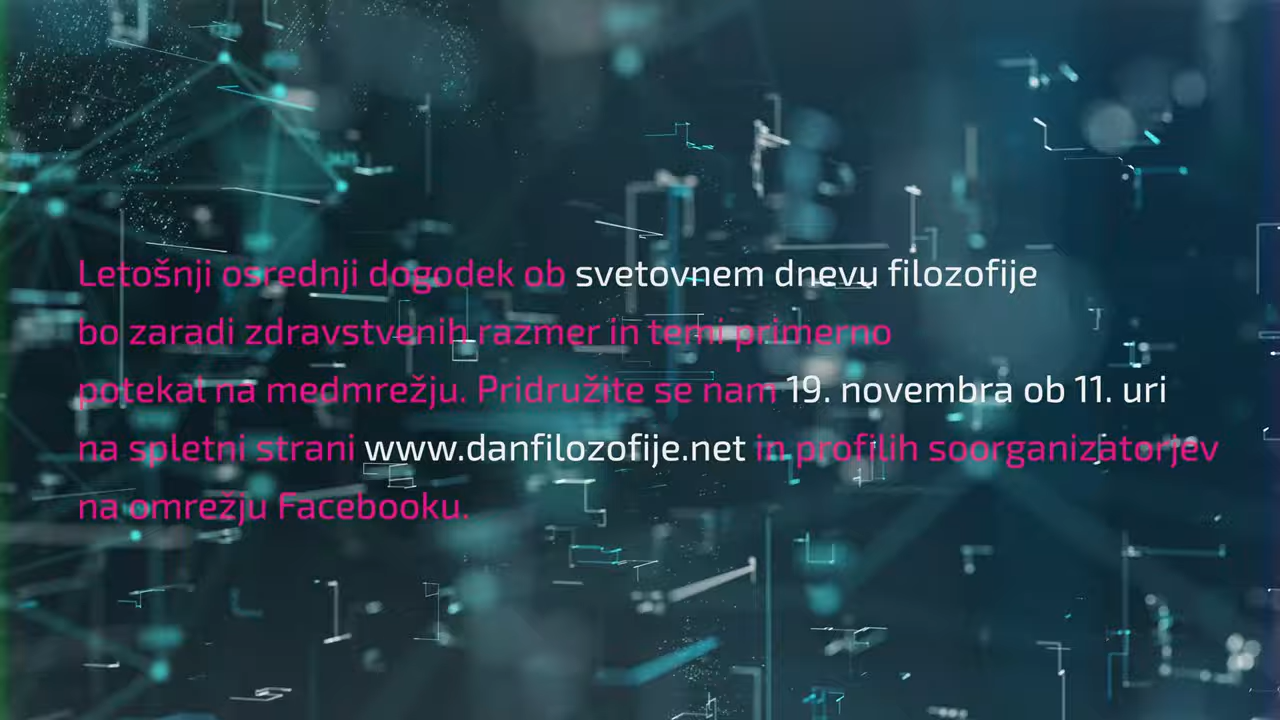 Letošnji osrednji dogodek ob svetovnem dnevu filozofije
bo zaradi zdravstvenih razmer in temi primerno
potekal na medmrežju. Pridružite se nam 19. novembra ob 11. uri
na spletni strani www.danfilozofije.net in profilih soorganizatorjev
na omrežju Facebooku.